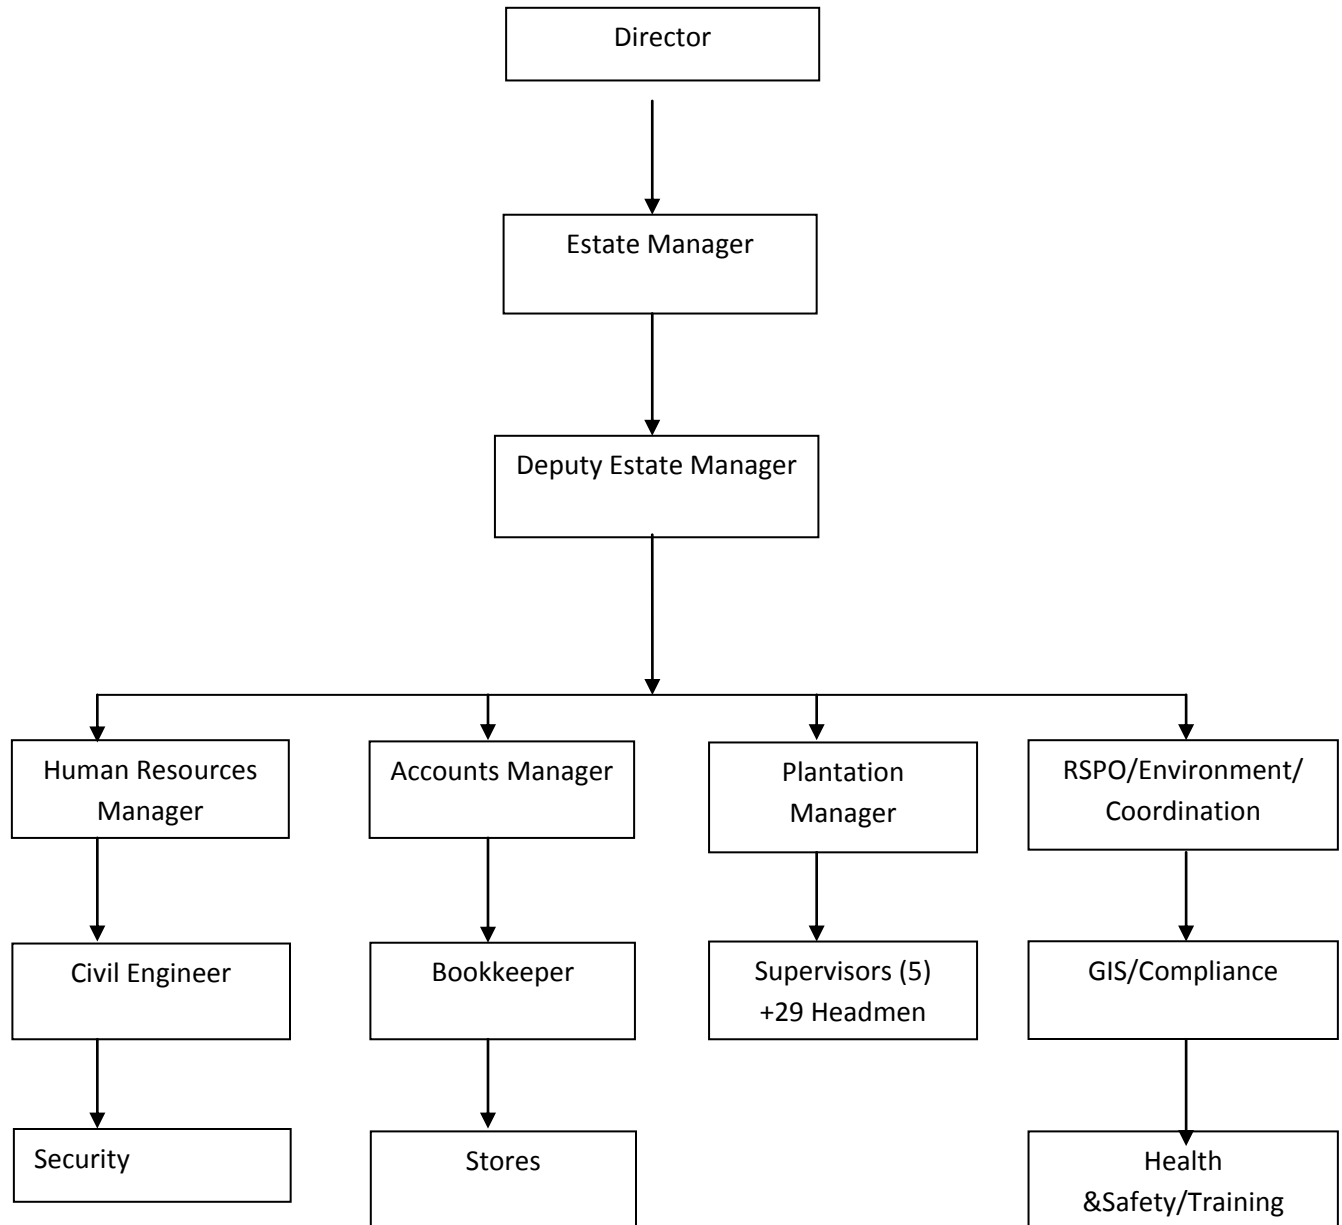 Director
Estate Manager
Deputy Estate Manager
Human Resources
Manager
Accounts Manager
Plantation
Manager
RSPO/Environment/
Coordination
Civil Engineer
Bookkeeper
Supervisors (5)
+29 Headmen
GIS/Compliance
Security
Stores
Health
&Safety/Training